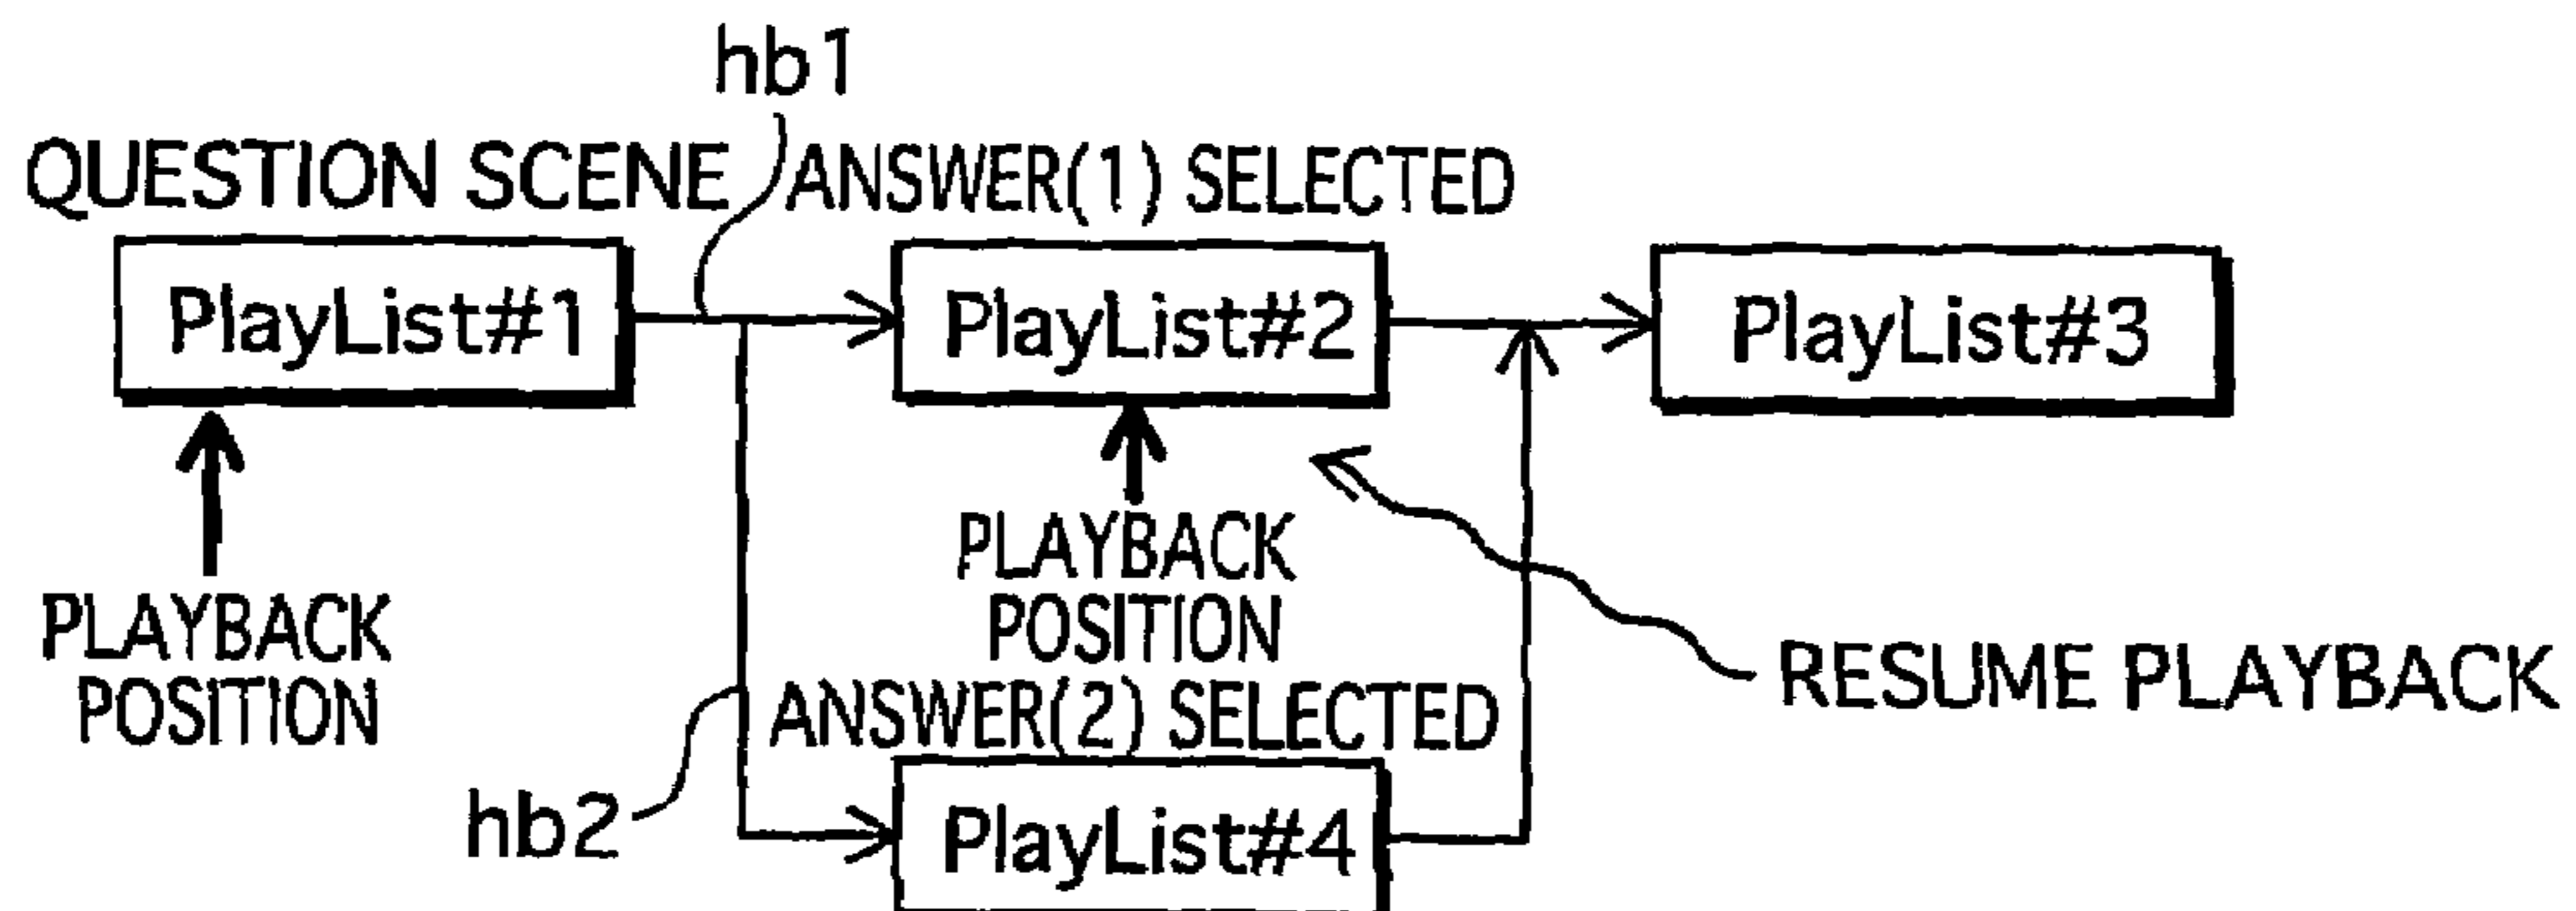 hb1
QUESTION SCENE
ANSWER(1) SELECTED
PlayList#1
PlayList#2
PlayList#3
PLAYBACK
POSITION
PLAYBACK
POSITION
RESUME PLAYBACK
ANSWER(2) SELECTED
hb2
PlayList#4